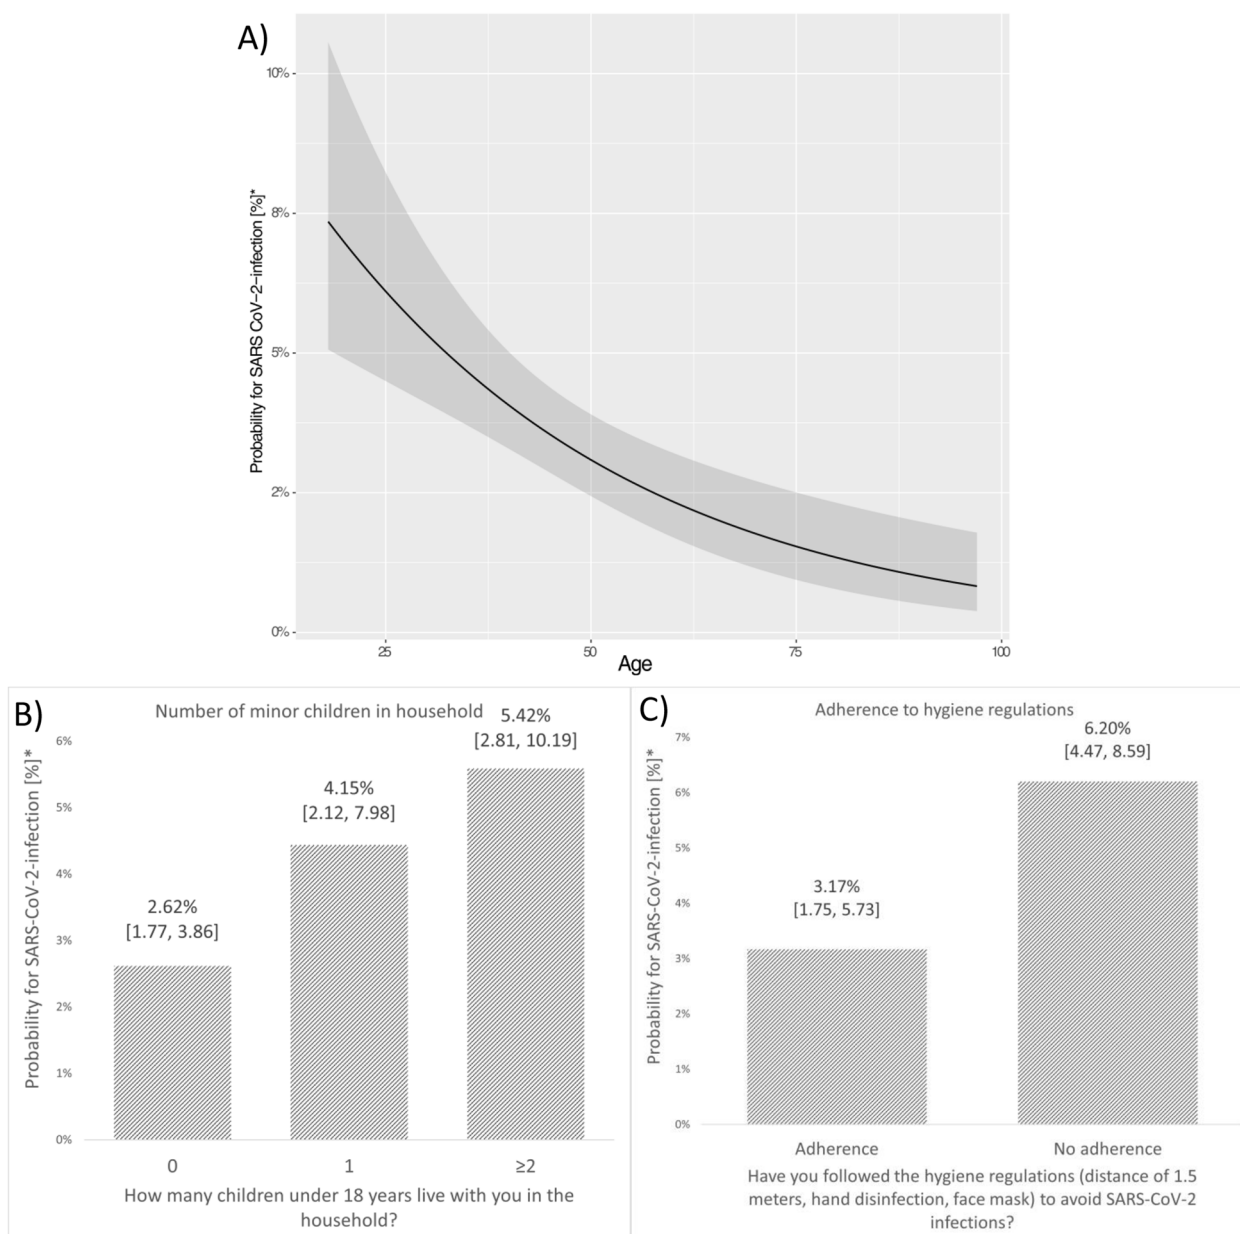 A)
Probability for SARS CoV-2-infection [%]*
10%
8%
5%
2%
0%
25
50
75
100
Age
B)
Number of minor children in household
Probability for SARS-CoV-2-infection [%]*
6%
5%
4%
3%
2%
1%
0%
2.62%
[1.77, 3.86]
4.15%
[2.12, 7.98]
5.42%
[2.81, 10.19]
0
1
≥2
How many children under 18 years live with you in the
household?
C)
Adherence to hygiene regulations
Probability for SARS-CoV-2-infection [%]*
7%
6%
5%
4%
3%
2%
1%
0%
3.17%
[1.75, 5.73]
6.20%
[4.47, 8.59]
Adherence
No adherence
Have you followed the hygiene regulations (distance of 1.5
meters, hand disinfection, face mask) to avoid SARS-CoV-2
infections?